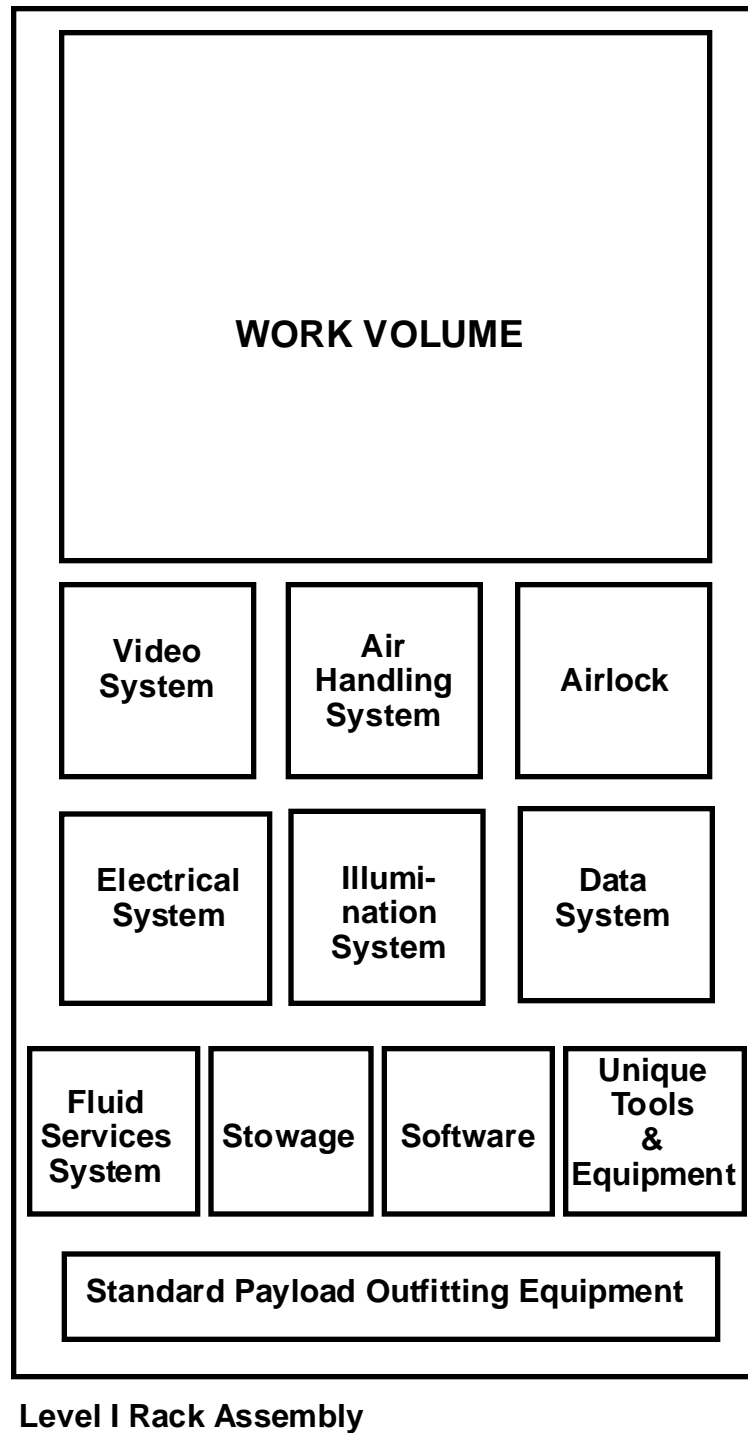 WORK VOLUME
Video
System
Air
Handling
System
Airlock
Electrical
System
Illumi-
nation
System
Data
System
Fluid
Services
System
Stowage
Software
Unique
Tools
&
Equipment
Standard Payload Outfitting Equipment
Level I Rack Assembly